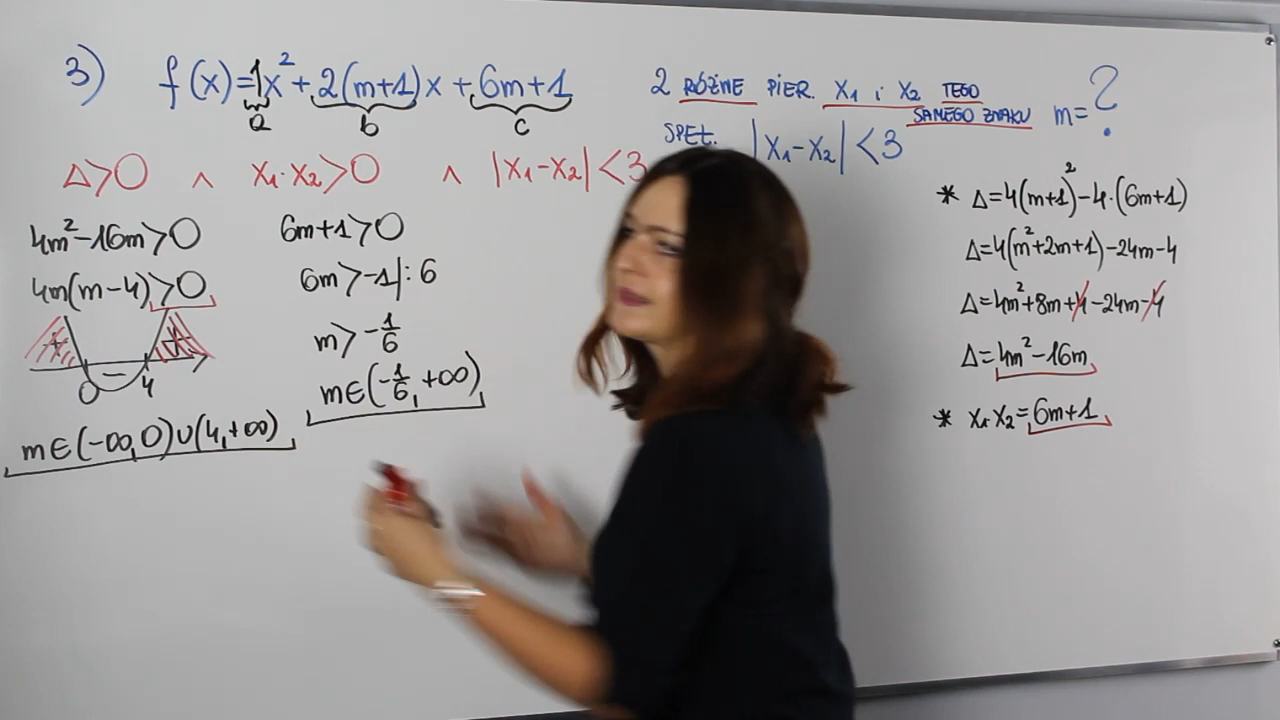 3) f(x)=1x²+2(m+1)x+6m+1
a b c
2 RÓŻNE PIER. X₁ i X₂ TEGO
SAMEGO ZNAKU m=?
SPEŁ. |X₁-X₂|<3
Δ>0 ∧ X₁·X₂>0 ∧ |X₁-X₂|<3
4m²-16m>0
4m(m-4)>0
+ - +
0 4
m∈(-∞,0)∪(4,+∞)
6m+1>0
6m>-1|:6
m>-1/6
m∈(-1/6,+∞)
* Δ=4(m+1)²-4·(6m+1)
Δ=4(m²+2m+1)-24m-4
Δ=4m²+8m+4-24m-4
Δ=4m²-16m
* X₁·X₂=6m+1